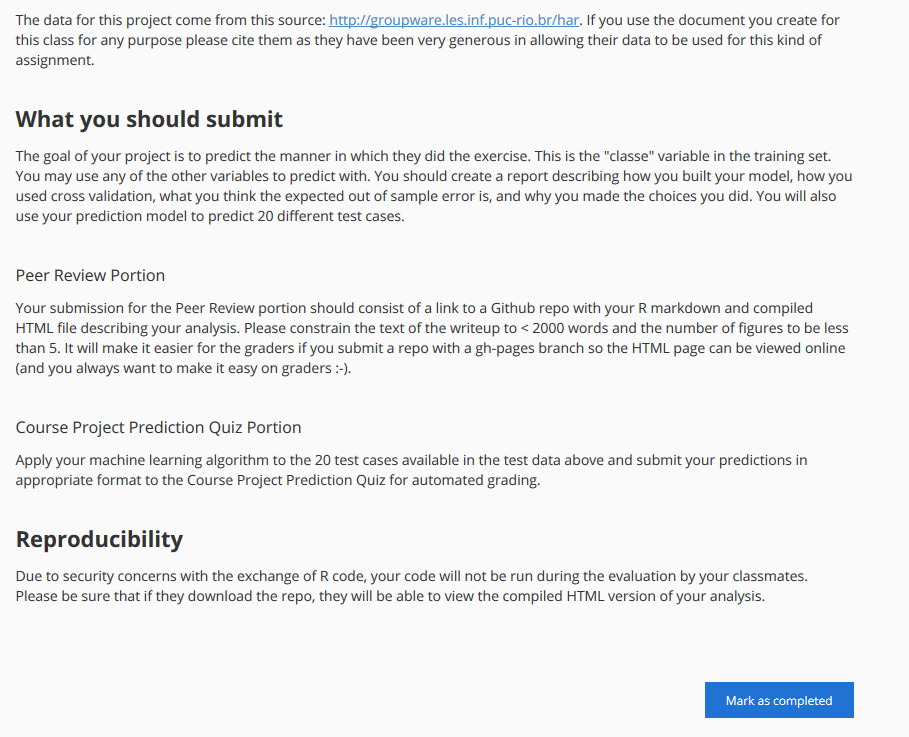 The data for this project come from this source: http://groupware.les.inf.puc-rio.br/har. If you use the document you create for
this class for any purpose please cite them as they have been very generous in allowing their data to be used for this kind of
assignment.
What you should submit
The goal of your project is to predict the manner in which they did the exercise. This is the "classe" variable in the training set.
You may use any of the other variables to predict with. You should create a report describing how you built your model, how you
used cross validation, what you think the expected out of sample error is, and why you made the choices you did. You will also
use your prediction model to predict 20 different test cases.
Peer Review Portion
Your submission for the Peer Review portion should consist of a link to a Github repo with your R markdown and compiled
HTML file describing your analysis. Please constrain the text of the writeup to < 2000 words and the number of figures to be less
than 5. It will make it easier for the graders if you submit a repo with a gh-pages branch so the HTML page can be viewed online
(and you always want to make it easy on graders :-).
Course Project Prediction Quiz Portion
Apply your machine learning algorithm to the 20 test cases available in the test data above and submit your predictions in
appropriate format to the Course Project Prediction Quiz for automated grading.
Reproducibility
Due to security concerns with the exchange of R code, your code will not be run during the evaluation by your classmates.
Please be sure that if they download the repo, they will be able to view the compiled HTML version of your analysis.
Mark as completed